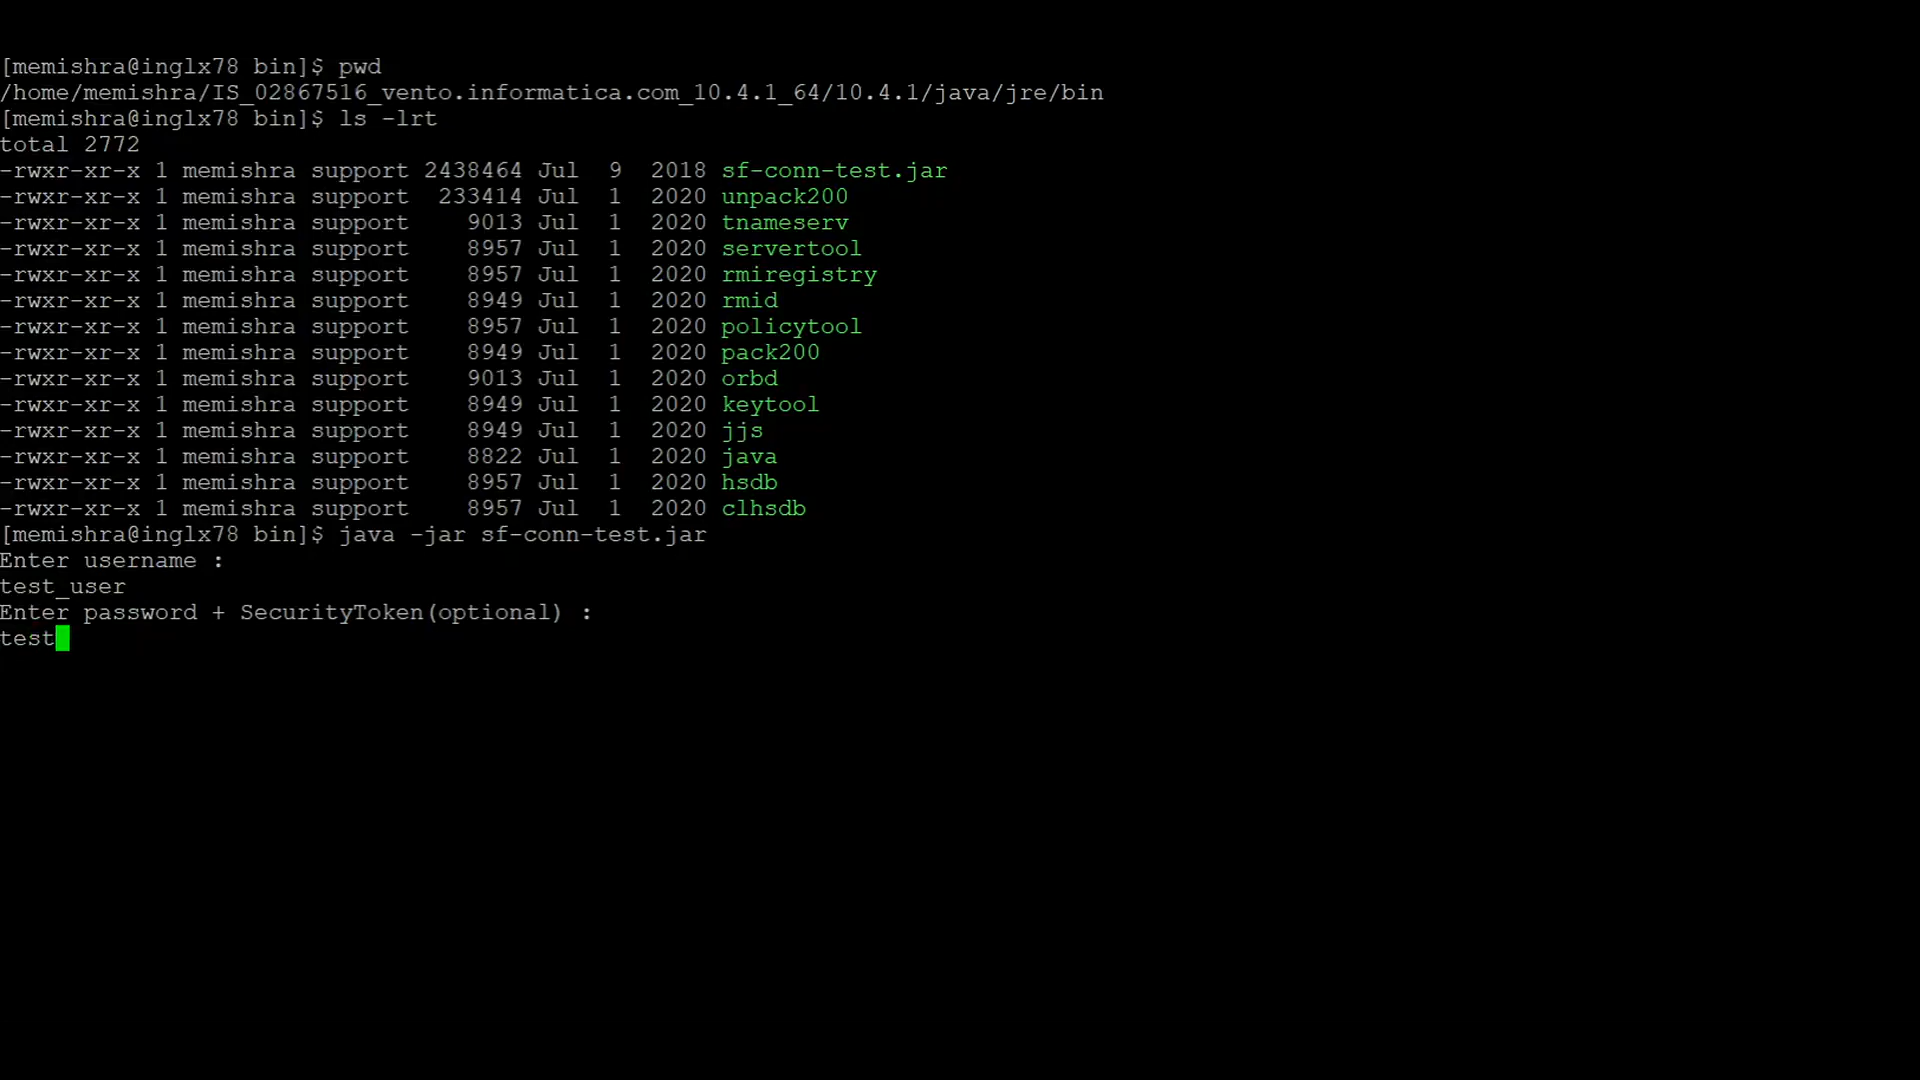 [memishra@inglx78 bin]$ pwd
/home/memishra/IS_02867516_vento.informatica.com_10.4.1_64/10.4.1/java/jre/bin
[memishra@inglx78 bin]$ ls -lrt
total 2772
-rwxr-xr-x 1 memishra support 2438464 Jul  9  2018 sf-conn-test.jar
-rwxr-xr-x 1 memishra support  233414 Jul  1  2020 unpack200
-rwxr-xr-x 1 memishra support    9013 Jul  1  2020 tnameserv
-rwxr-xr-x 1 memishra support    8957 Jul  1  2020 servertool
-rwxr-xr-x 1 memishra support    8957 Jul  1  2020 rmiregistry
-rwxr-xr-x 1 memishra support    8949 Jul  1  2020 rmid
-rwxr-xr-x 1 memishra support    8957 Jul  1  2020 policytool
-rwxr-xr-x 1 memishra support    8949 Jul  1  2020 pack200
-rwxr-xr-x 1 memishra support    9013 Jul  1  2020 orbd
-rwxr-xr-x 1 memishra support    8949 Jul  1  2020 keytool
-rwxr-xr-x 1 memishra support    8949 Jul  1  2020 jjs
-rwxr-xr-x 1 memishra support    8822 Jul  1  2020 java
-rwxr-xr-x 1 memishra support    8957 Jul  1  2020 hsdb
-rwxr-xr-x 1 memishra support    8957 Jul  1  2020 clhsdb
[memishra@inglx78 bin]$ java -jar sf-conn-test.jar
Enter username :
test_user
Enter password + SecurityToken(optional) :
test